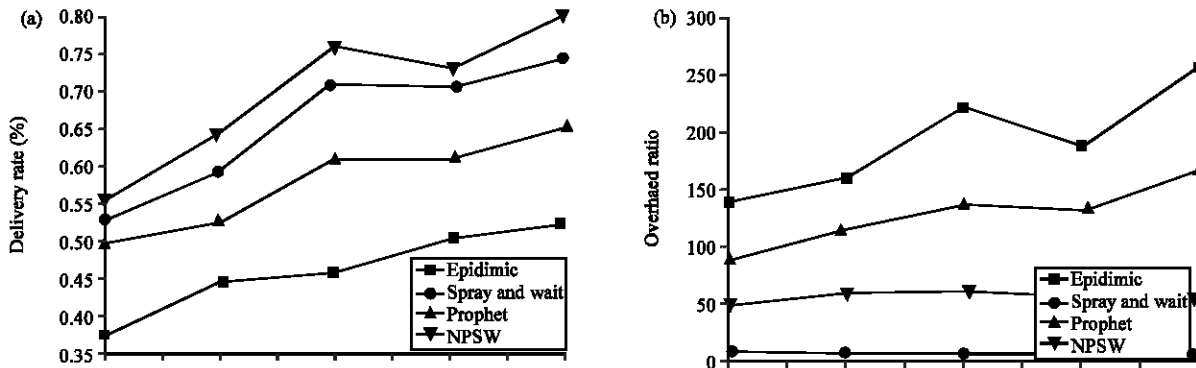 (a)
0.80
0.75
0.70
0.65
0.60
0.55
0.50
0.45
0.40
0.35
Delivery rate (%)
Epidimic
Spray and wait
Prophet
NPSW
(b)
300
250
200
150
100
50
0
Overhaed ratio
Epidimic
Spray and wait
Prophet
NPSW